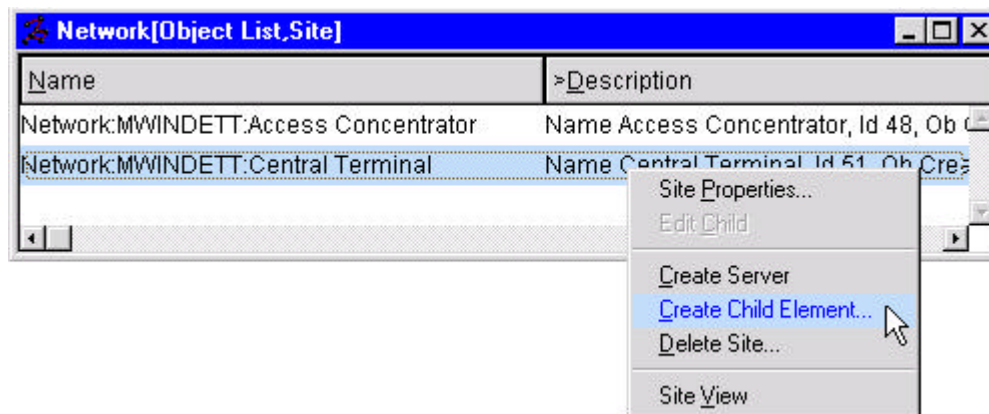 Network[Object List,Site]
Name >Description
Network:MWINDETT:Access Concentrator Name Access Concentrator, Id 48, Ob
Network:MWINDETT:Central Terminal Name Central Terminal, Id 51, Ob Crea
Site Properties...
Edit Child
Create Server
Create Child Element...
Delete Site...
Site View